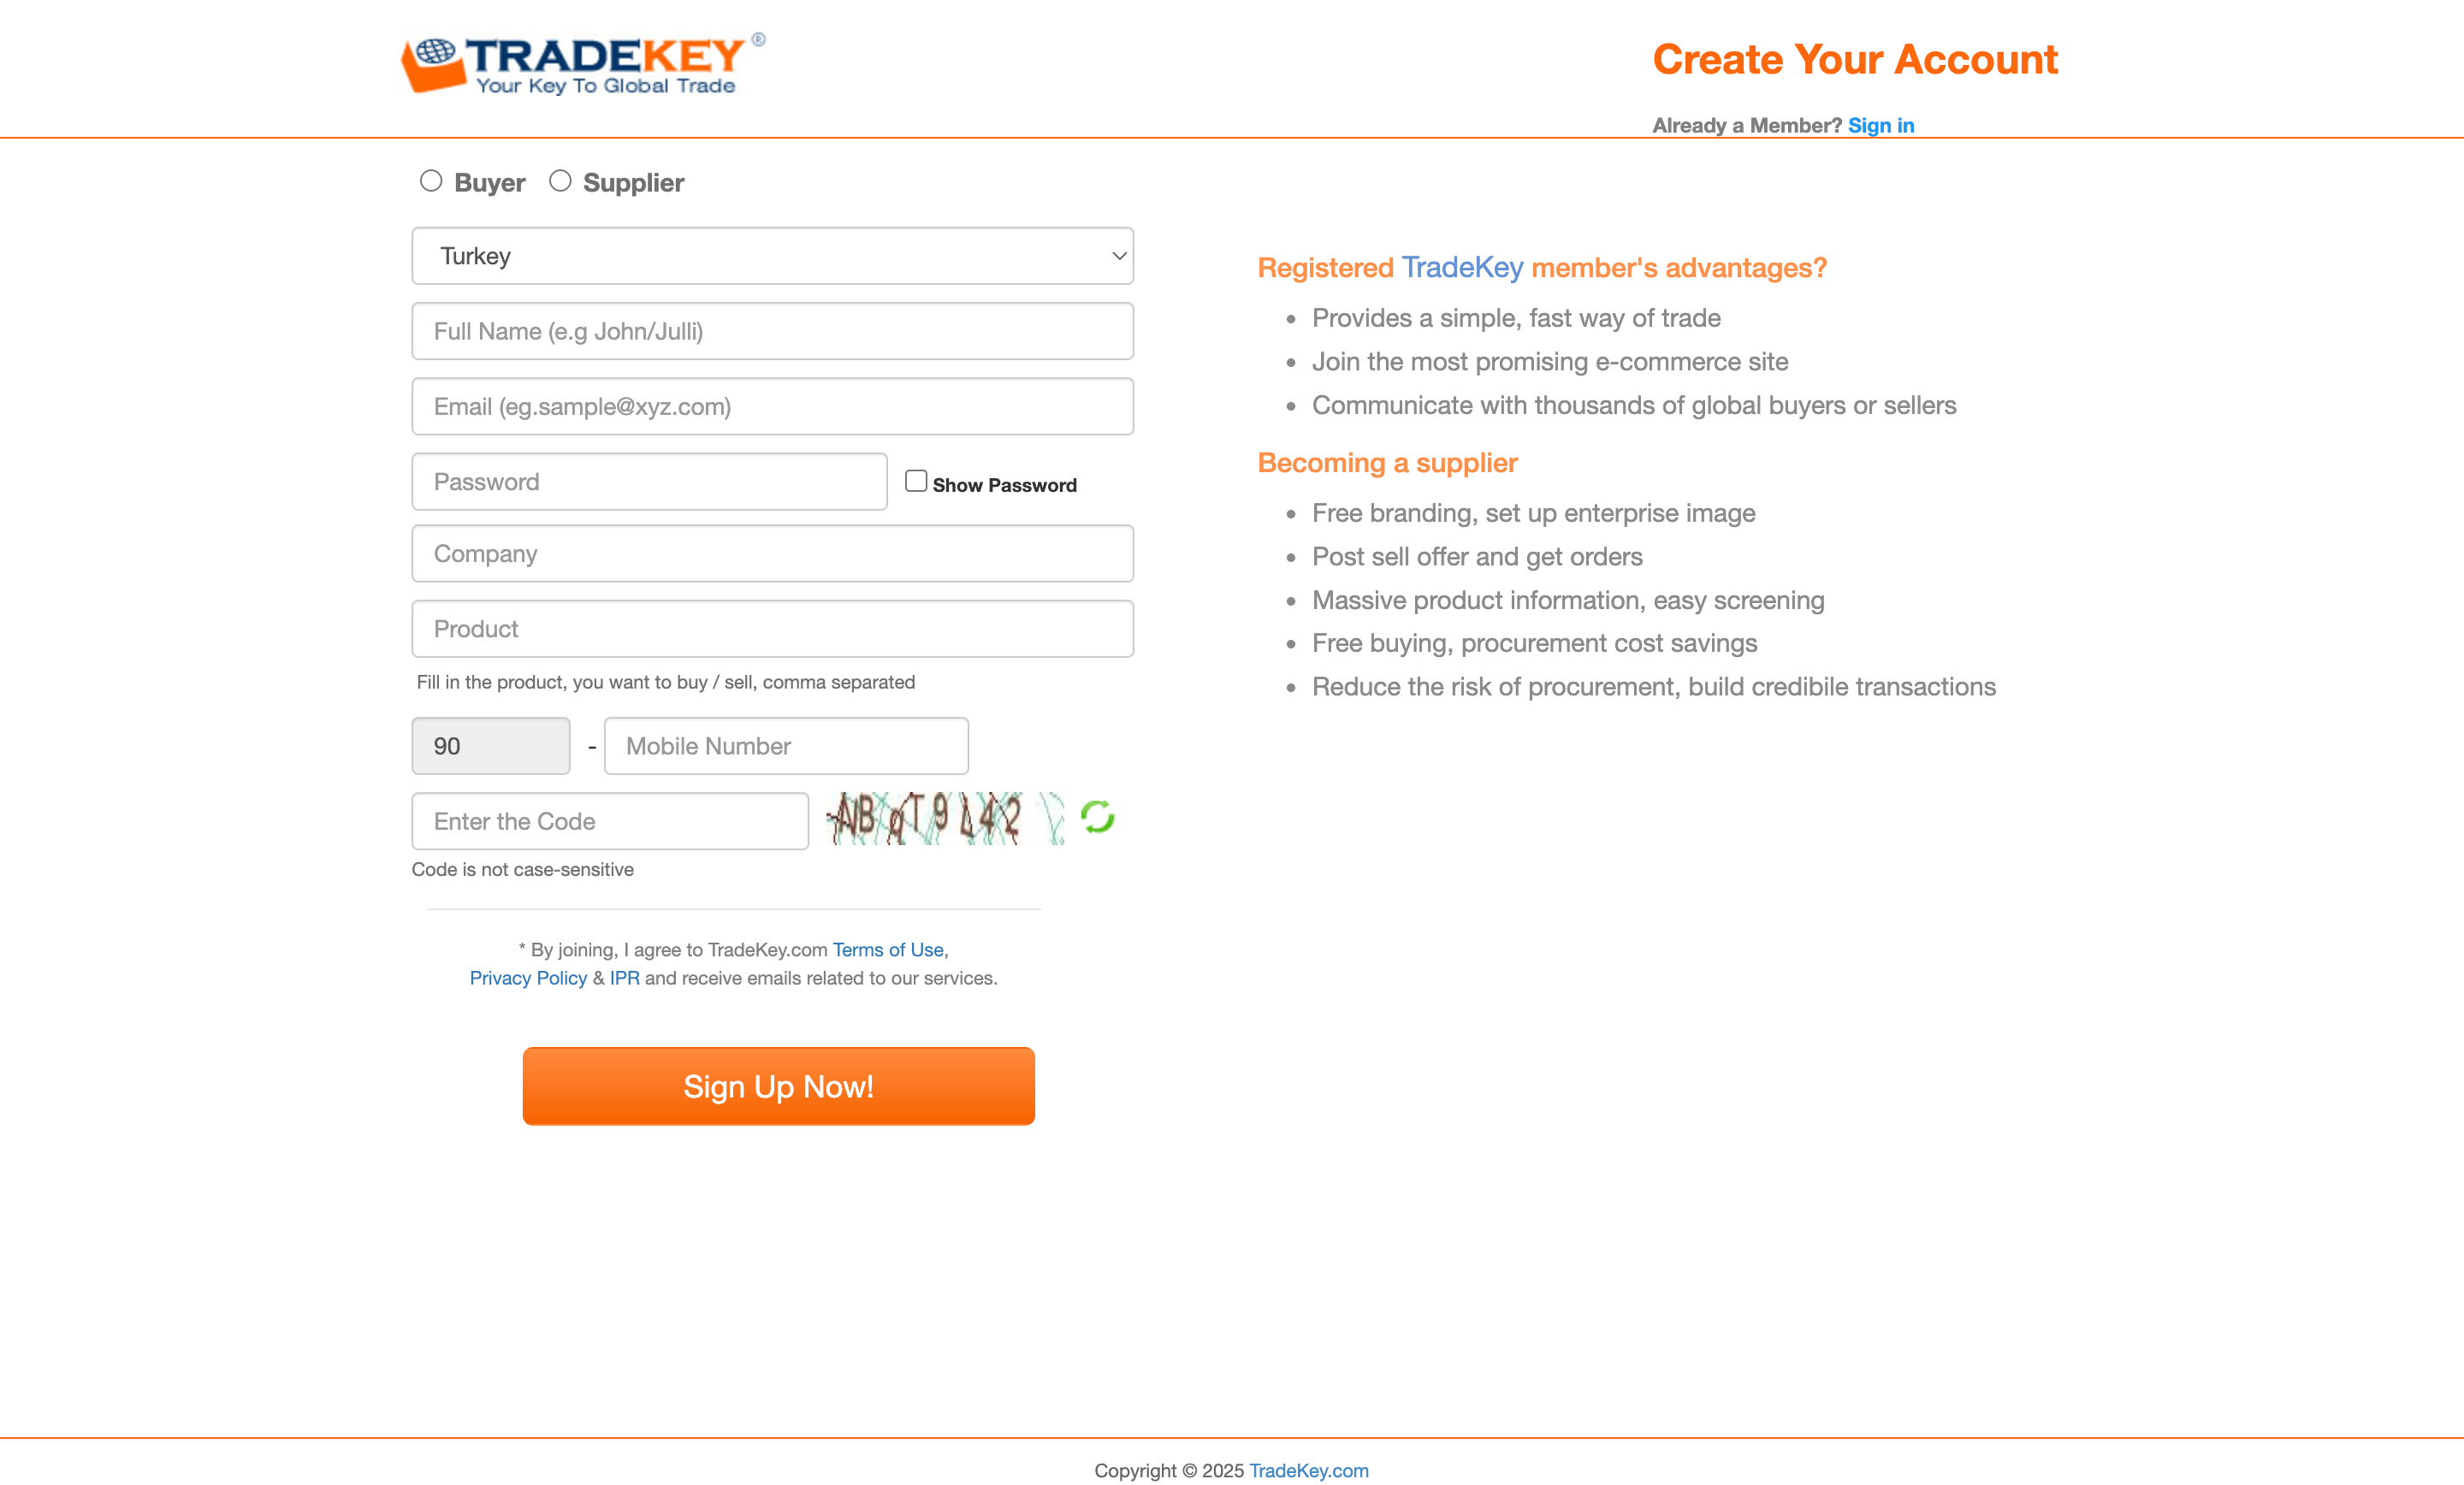 TRADEKEY ®
Your Key To Global Trade
Create Your Account
Already a Member? Sign in
Buyer Supplier
Turkey
Full Name (e.g John/Julli)
Email (eg.sample@xyz.com)
Password Show Password
Company
Product
Fill in the product, you want to buy / sell, comma separated
90 - Mobile Number
Enter the Code
Code is not case-sensitive
* By joining, I agree to TradeKey.com Terms of Use,
Privacy Policy & IPR and receive emails related to our services.
Sign Up Now!
Registered TradeKey member's advantages?
• Provides a simple, fast way of trade
• Join the most promising e-commerce site
• Communicate with thousands of global buyers or sellers
Becoming a supplier
• Free branding, set up enterprise image
• Post sell offer and get orders
• Massive product information, easy screening
• Free buying, procurement cost savings
• Reduce the risk of procurement, build credibile transactions
Copyright © 2025 TradeKey.com